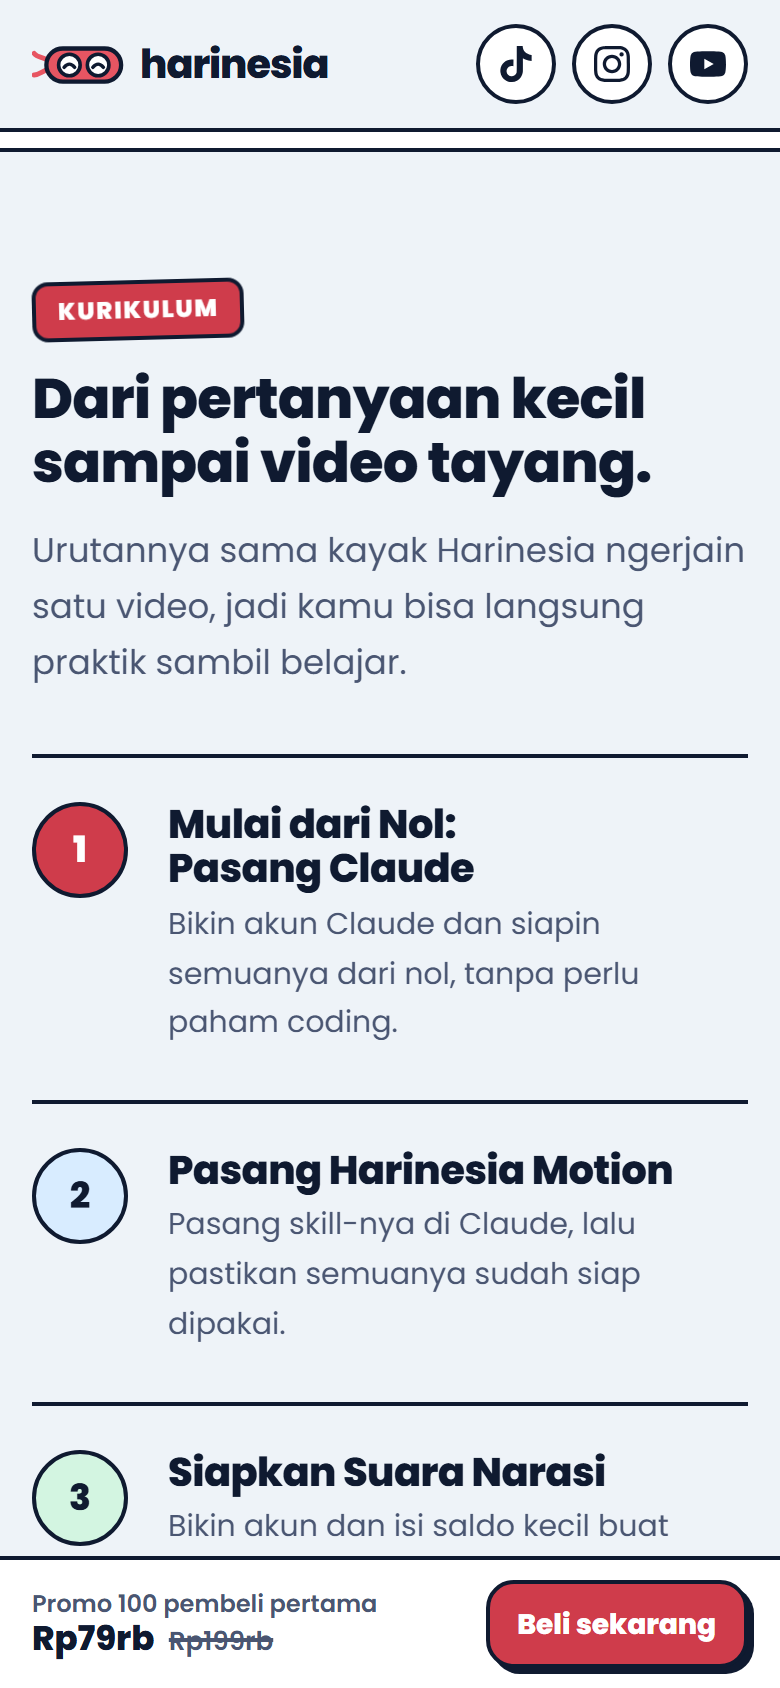 harinesia
KURIKULUM
Dari pertanyaan kecil
sampai video tayang.
Urutannya sama kayak Harinesia ngerjain
satu video, jadi kamu bisa langsung
praktik sambil belajar.
1
Mulai dari Nol:
Pasang Claude
Bikin akun Claude dan siapin
semuanya dari nol, tanpa perlu
paham coding.
2
Pasang Harinesia Motion
Pasang skill-nya di Claude, lalu
pastikan semuanya sudah siap
dipakai.
3
Siapkan Suara Narasi
Bikin akun dan isi saldo kecil buat
Promo 100 pembeli pertama
Rp79rb Rp199rb
Beli sekarang